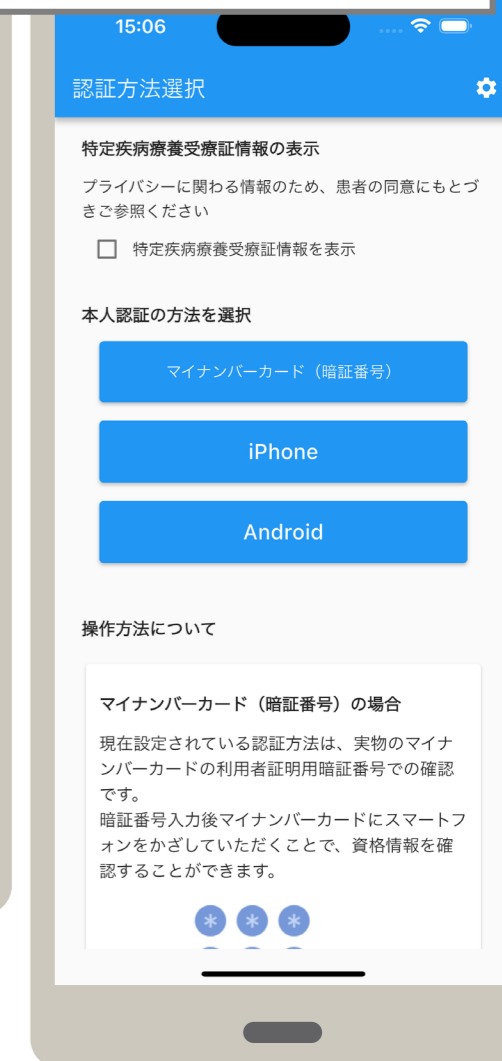 15:06
認証方法選択
特定疾病療養受療証情報の表示
プライバシーに関わる情報のため、患者の同意にもとづ
きご参照ください
特定疾病療養受療証情報を表示
本人認証の方法を選択
マイナンバーカード（暗証番号）
iPhone
Android
操作方法について
マイナンバーカード（暗証番号）の場合
現在設定されている認証方法は、実物のマイナ
ンバーカードの利用者証明用暗証番号での確認
です。
暗証番号入力後マイナンバーカードにスマートフ
ォンをかざしていただくことで、資格情報を確
認することができます。